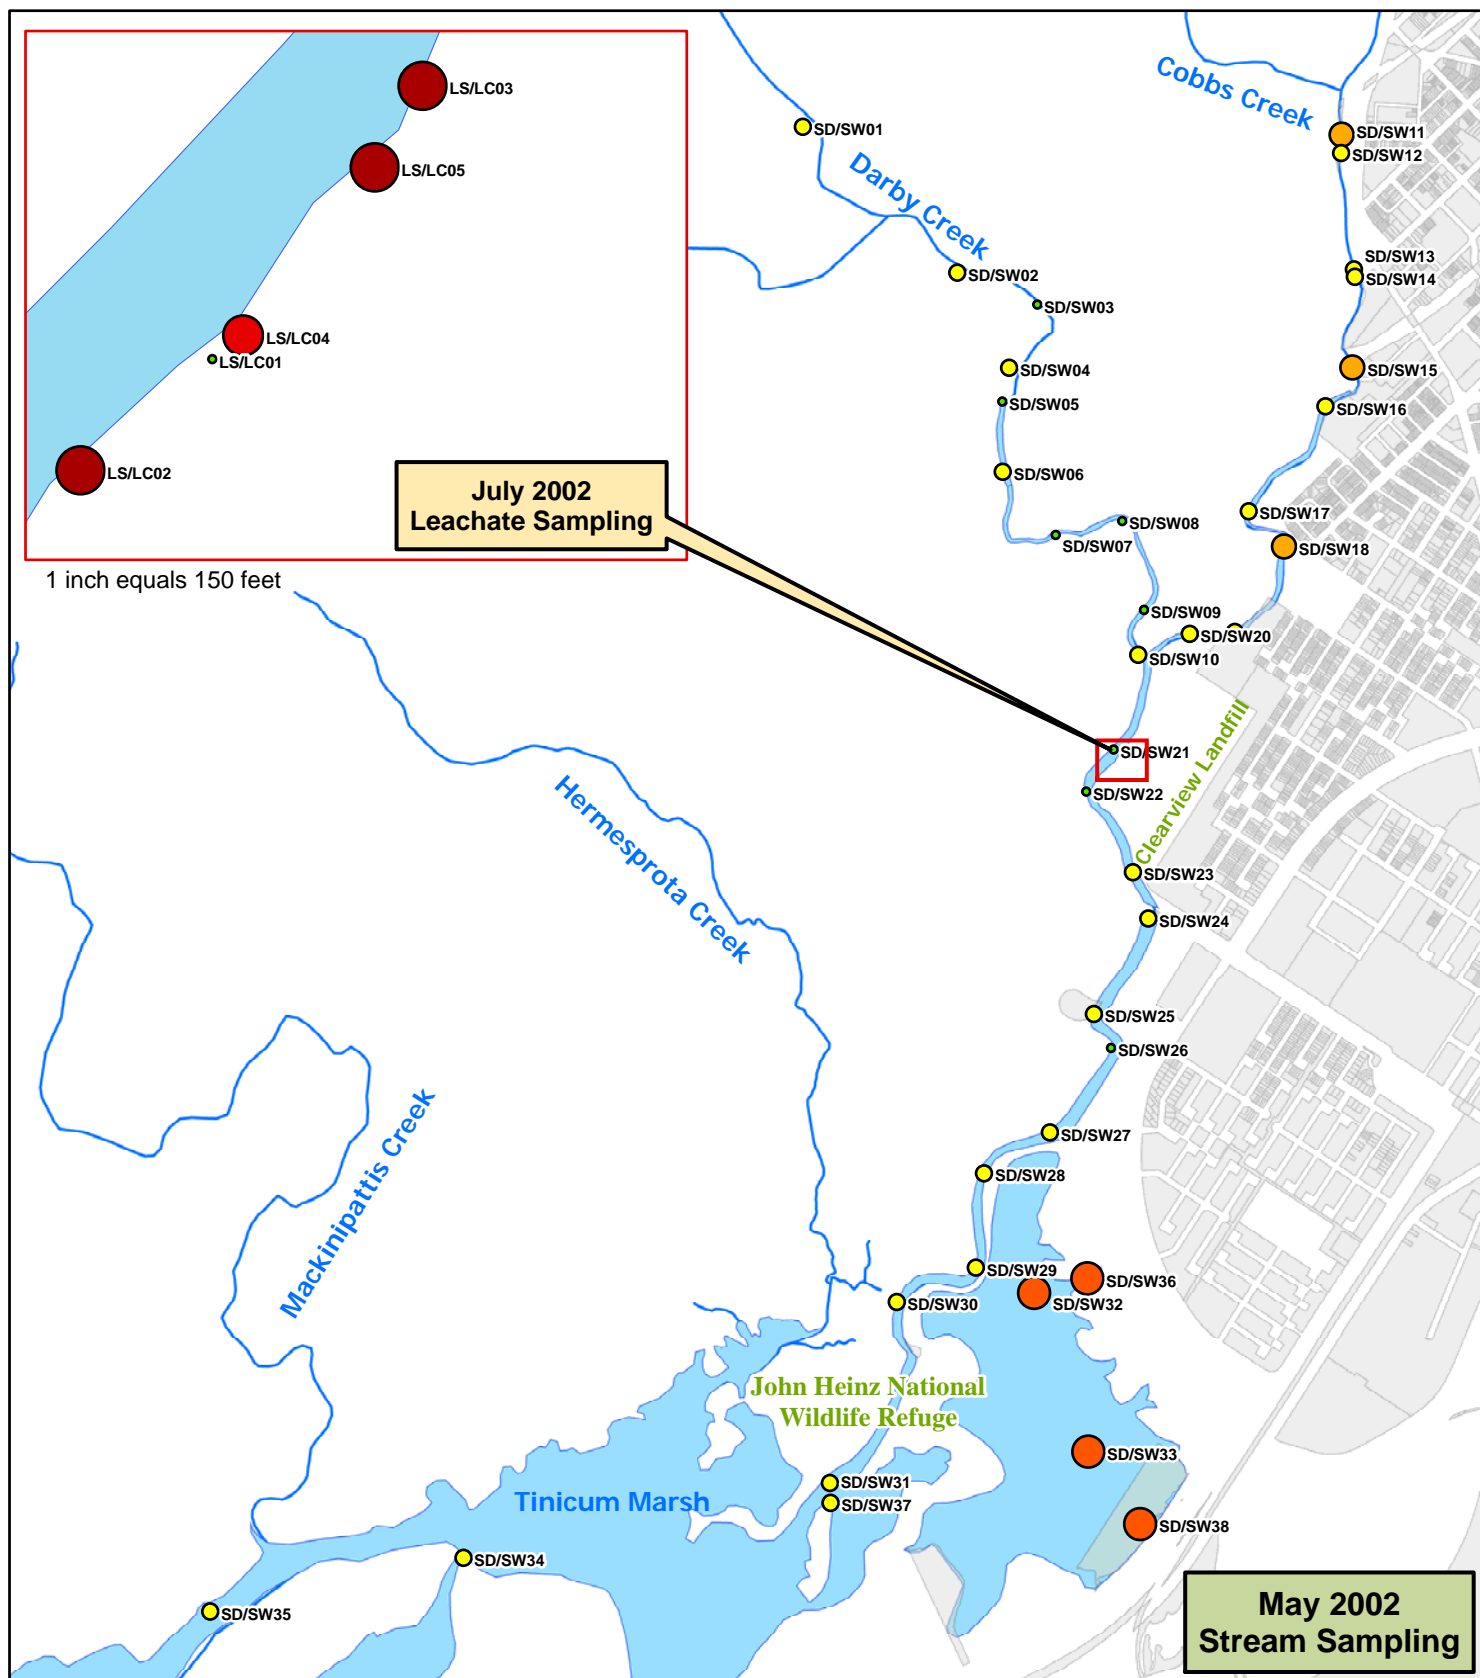 LS/LC03
LS/LC05
LS/LC04
LS/LC01
LS/LC02
July 2002
Leachate Sampling
1 inch equals 150 feet
Cobbs Creek
SD/SW11
SD/SW12
SD/SW01
Darby Creek
SD/SW02
SD/SW13
SD/SW14
SD/SW03
SD/SW04
SD/SW15
SD/SW05
SD/SW16
SD/SW06
SD/SW17
SD/SW08
SD/SW07
SD/SW18
SD/SW09
SD/SW20
SD/SW10
SD/SW21
SD/SW22
Clearview Landfill
Hermesprota Creek
SD/SW23
SD/SW24
SD/SW25
SD/SW26
SD/SW27
SD/SW28
Mackinipattis Creek
SD/SW29
SD/SW36
SD/SW32
SD/SW30
John Heinz National
Wildlife Refuge
SD/SW33
SD/SW31
SD/SW37
Tinicum Marsh
SD/SW38
SD/SW34
SD/SW35
May 2002
Stream Sampling